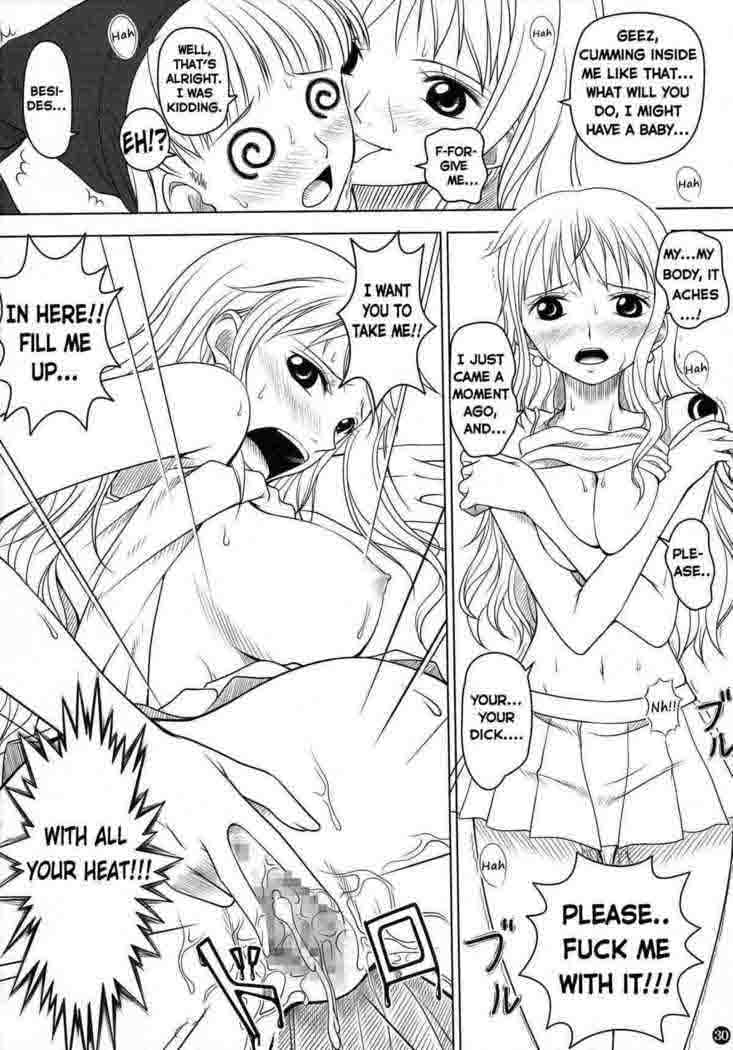 GEEZ,
CUMMING INSIDE
ME LIKE THAT...
WHAT WILL YOU
DO, I MIGHT
HAVE A BABY...
Hah
F-FOR-
GIVE
ME...
Hah
WELL,
THAT'S
ALRIGHT.
I WAS
KIDDING.
EH!?
Hah
BESI-
DES...
MY...MY
BODY, IT
ACHES
...!
Hah
I JUST
CAME A
MOMENT
AGO,
AND...
PLE-
ASE..
YOUR...
YOUR
DICK....
Nh!!
ブル
Hah
PLEASE..
FUCK ME
WITH IT!!!
ブル
I WANT
YOU TO
TAKE ME!!
IN HERE!!
FILL ME
UP...
WITH ALL
YOUR HEAT!!!
ドロ
30